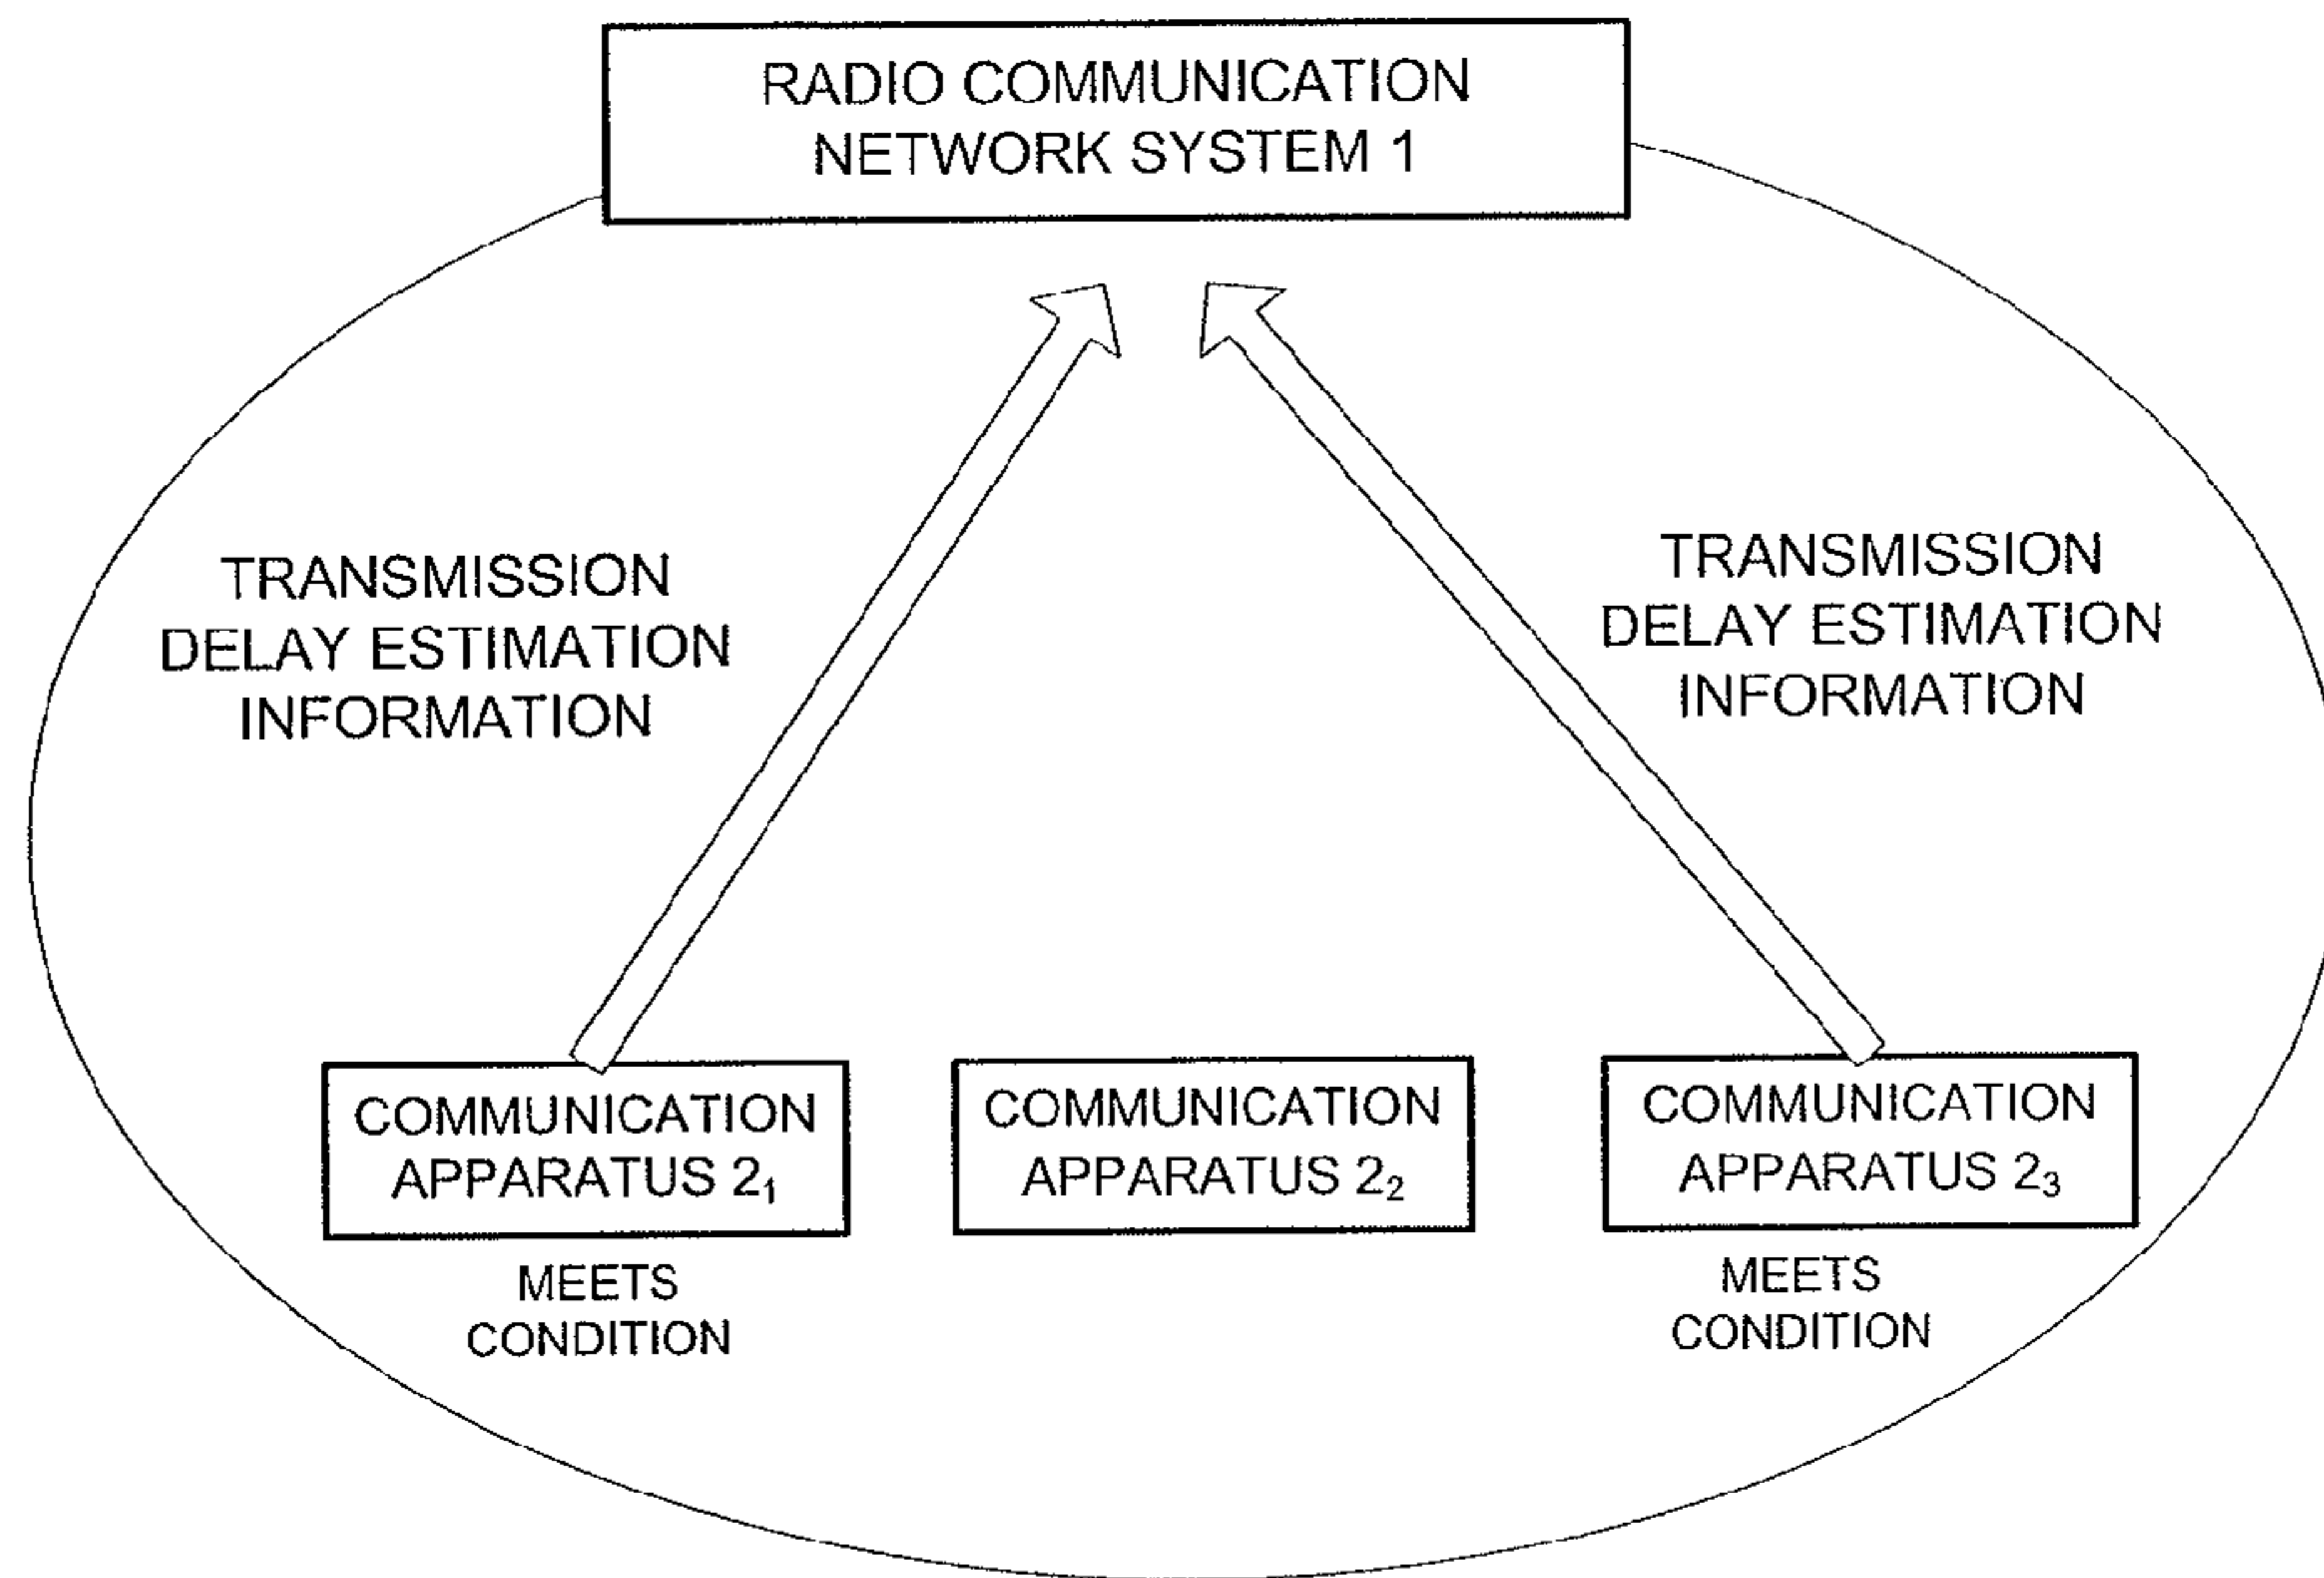 RADIO COMMUNICATION
NETWORK SYSTEM 1
TRANSMISSION
DELAY ESTIMATION
INFORMATION
TRANSMISSION
DELAY ESTIMATION
INFORMATION
COMMUNICATION
APPARATUS 2₁
COMMUNICATION
APPARATUS 2₂
COMMUNICATION
APPARATUS 2₃
MEETS
CONDITION
MEETS
CONDITION